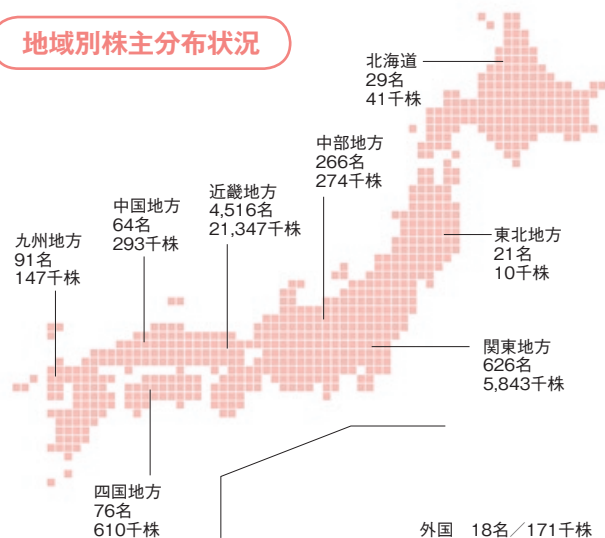 地域別株主分布状況
北海道
29名
41千株
中部地方
266名
274千株
近畿地方
4,516名
21,347千株
中国地方
64名
293千株
九州地方
91名
147千株
東北地方
21名
10千株
関東地方
626名
5,843千株
四国地方
76名
610千株
外国　18名／171千株